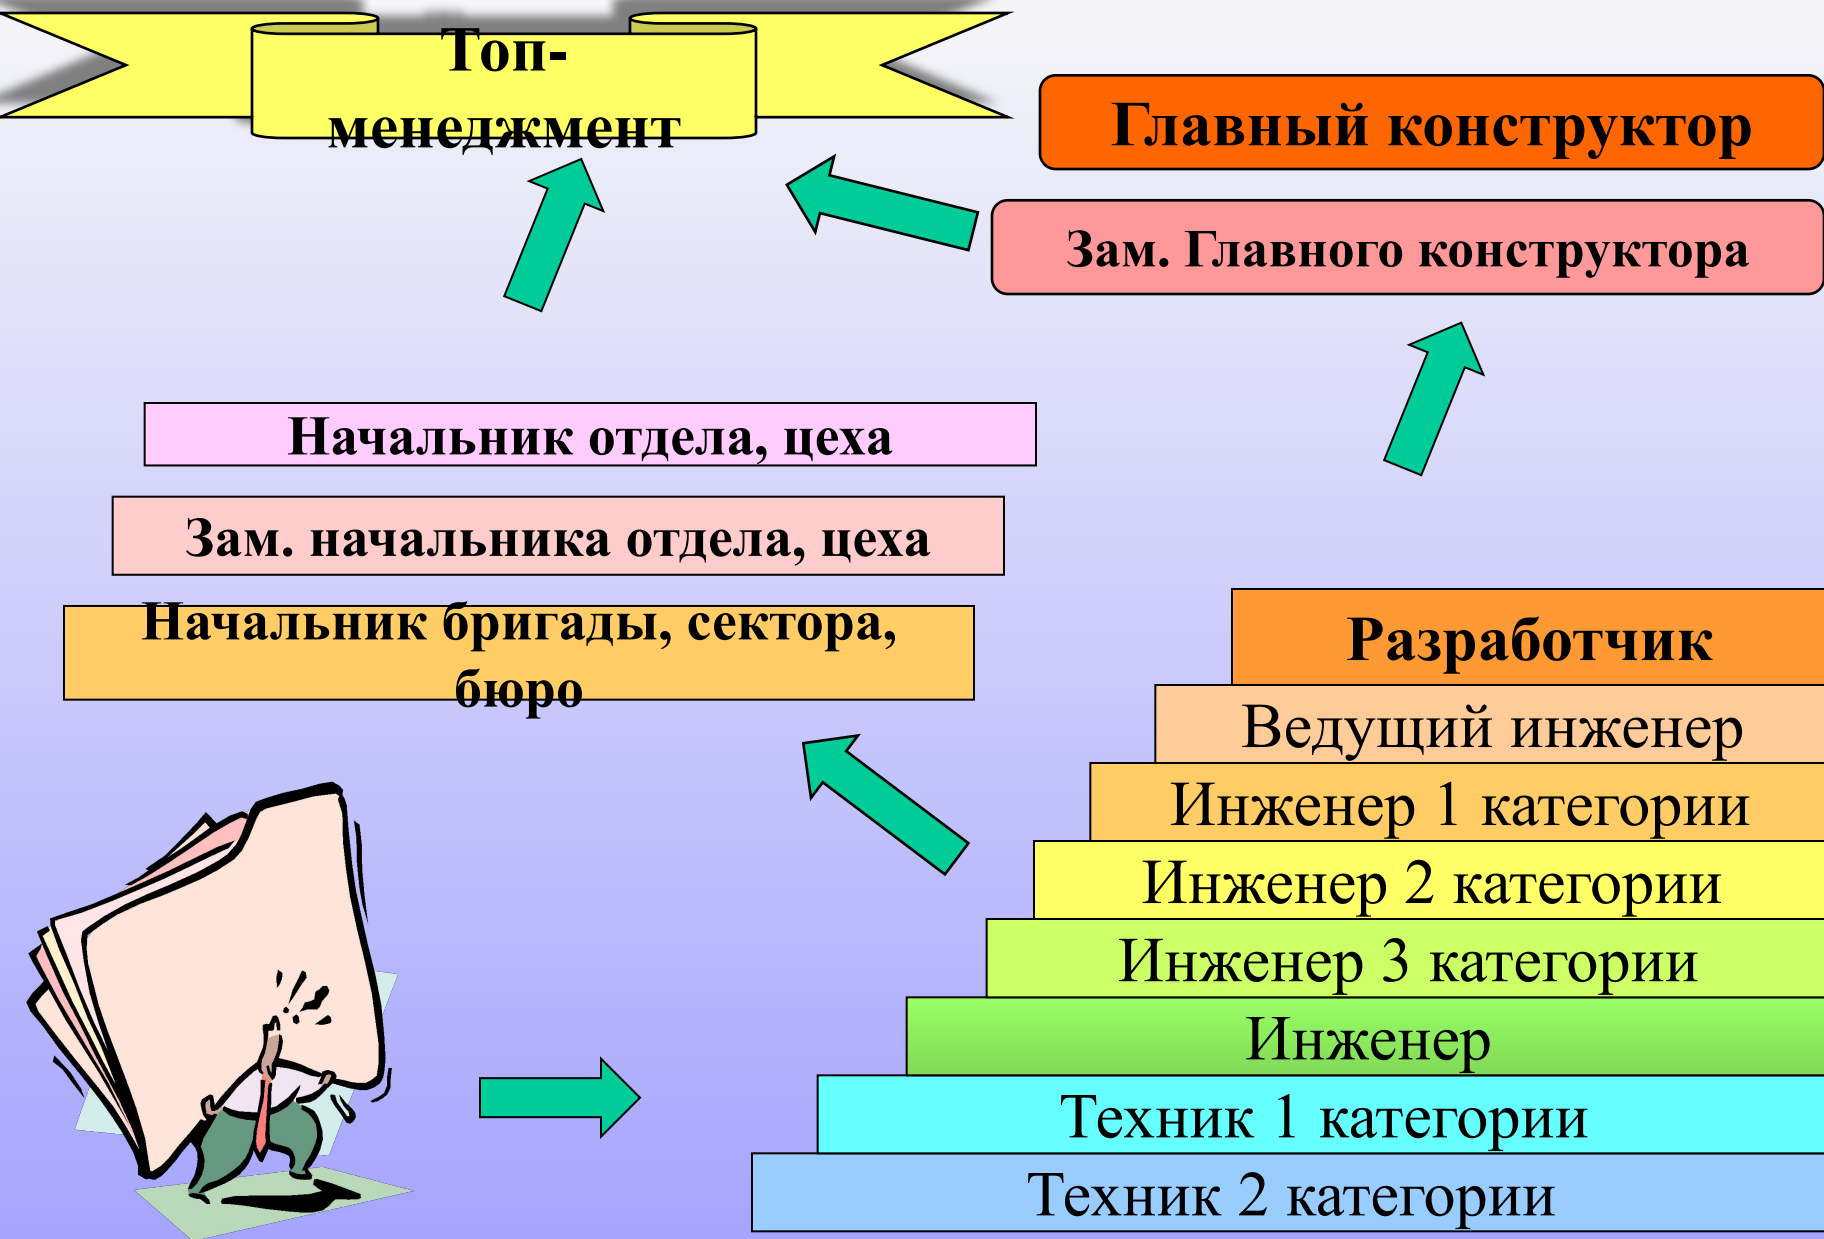 Топ-
менеджмент
Главный конструктор
Зам. Главного конструктора
Начальник отдела, цеха
Зам. начальника отдела, цеха
Начальник бригады, сектора,
бюро
Разработчик
Ведущий инженер
Инженер 1 категории
Инженер 2 категории
Инженер 3 категории
Инженер
Техник 1 категории
Техник 2 категории